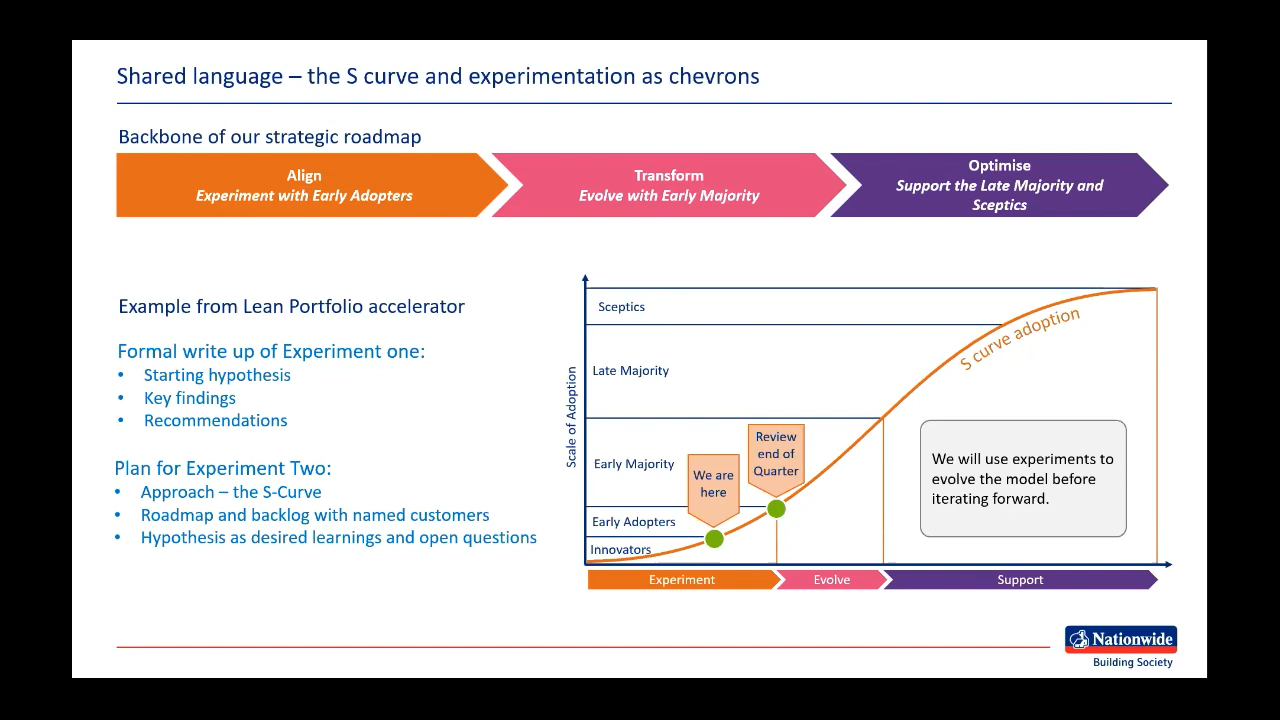 Shared language – the S curve and experimentation as chevrons
Backbone of our strategic roadmap
Align
Experiment with Early Adopters
Transform
Evolve with Early Majority
Optimise
Support the Late Majority and
Sceptics
Example from Lean Portfolio accelerator
Formal write up of Experiment one:
• Starting hypothesis
• Key findings
• Recommendations
Plan for Experiment Two:
• Approach – the S-Curve
• Roadmap and backlog with named customers
• Hypothesis as desired learnings and open questions
Scale of Adoption
Sceptics
Late Majority
Early Majority
Early Adopters
Innovators
We are
here
Review
end of
Quarter
S curve adoption
We will use experiments to
evolve the model before
iterating forward.
Experiment
Evolve
Support
Nationwide
Building Society